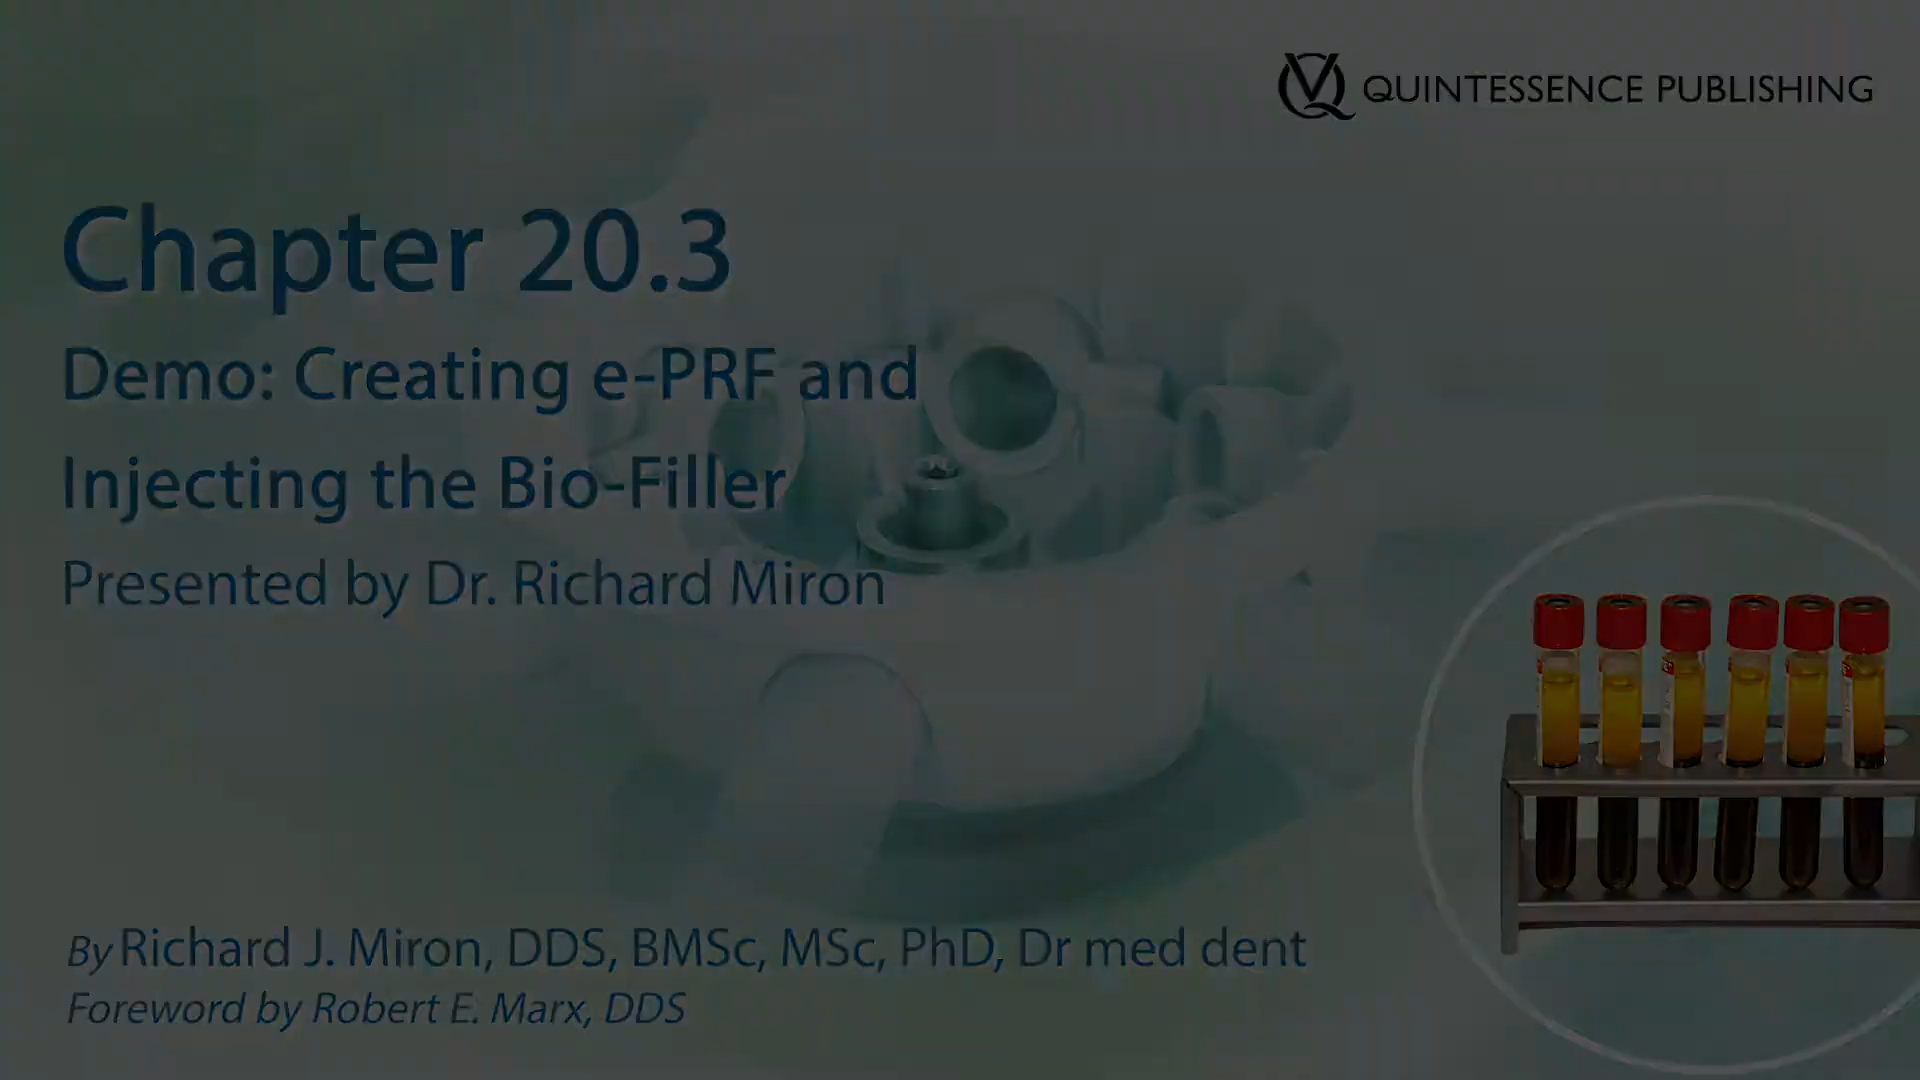 QUINTESSENCE PUBLISHING
Chapter 20.3
Demo: Creating e-PRF and
Injecting the Bio-Filler
Presented by Dr. Richard Miron
By Richard J. Miron, DDS, BMSc, MSc, PhD, Dr med dent
Foreword by Robert E. Marx, DDS